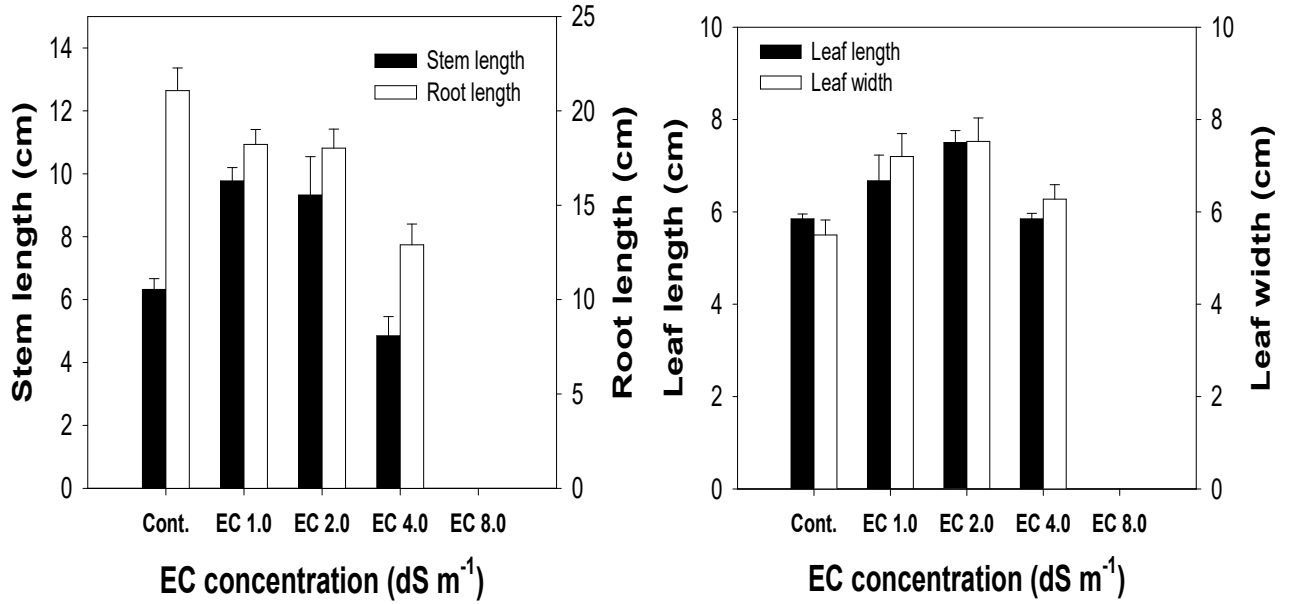 Stem length (cm)
14
12
10
8
6
4
2
0
Stem length
Root length
25
20
15
10
5
0
Root length (cm)
Cont. EC 1.0 EC 2.0 EC 4.0 EC 8.0
EC concentration (dS m⁻¹)
Leaf length (cm)
10
8
6
4
2
0
Leaf length
Leaf width
10
8
6
4
2
0
Leaf width (cm)
Cont. EC 1.0 EC 2.0 EC 4.0 EC 8.0
EC concentration (dS m⁻¹)